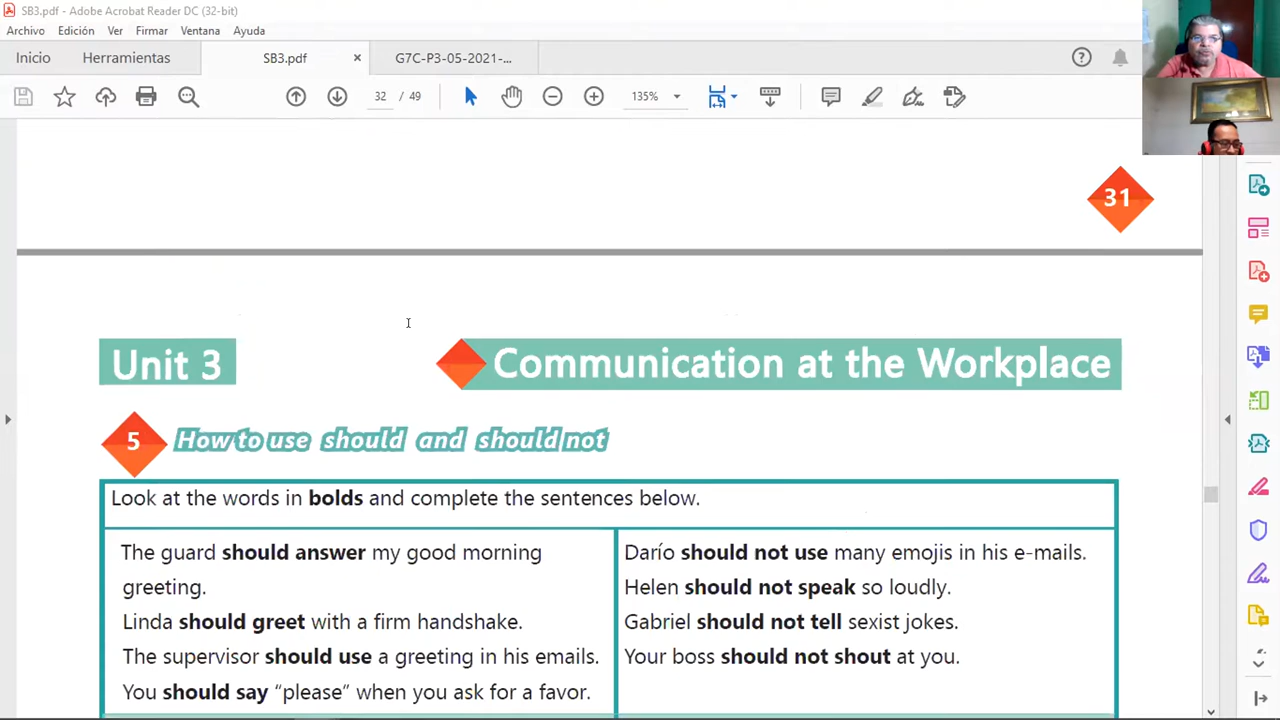 SB3.pdf - Adobe Acrobat Reader DC (32-bit)
Archivo Edición Ver Firmar Ventana Ayuda
Inicio Herramientas SB3.pdf × G7C-P3-05-2021-...
32 / 49 135%
31
Unit 3 Communication at the Workplace
5 How to use should and should not
Look at the words in bolds and complete the sentences below.
The guard should answer my good morning
greeting.
Linda should greet with a firm handshake.
The supervisor should use a greeting in his emails.
You should say “please” when you ask for a favor.
Darío should not use many emojis in his e-mails.
Helen should not speak so loudly.
Gabriel should not tell sexist jokes.
Your boss should not shout at you.